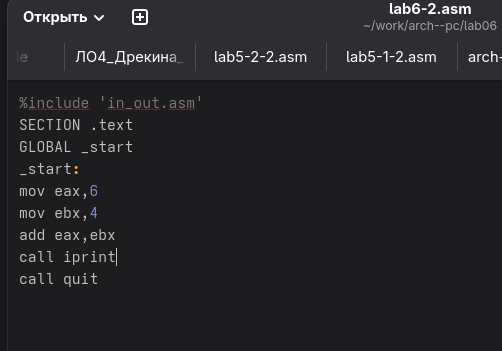 Открыть
lab6-2.asm
~/work/arch--pc/lab06
le
ЛО4_Дрекина_
lab5-2-2.asm
lab5-1-2.asm
arch-
%include 'in_out.asm'
SECTION .text
GLOBAL _start
_start:
mov eax,6
mov ebx,4
add eax,ebx
call iprint
call quit